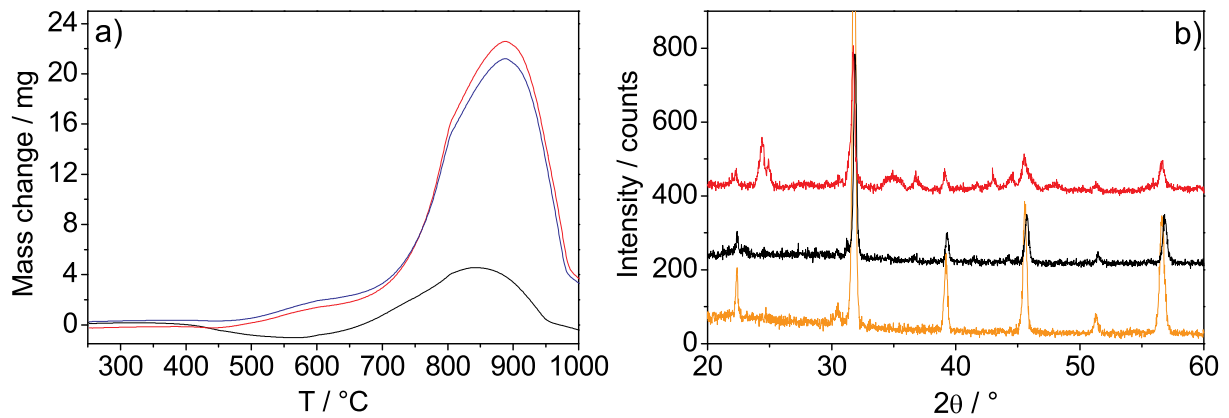 a)
24
20
16
12
8
4
0
Mass change / mg
300 400 500 600 700 800 900 1000
T / °C
b)
800
600
400
200
0
Intensity / counts
20 30 40 50 60
2θ / °